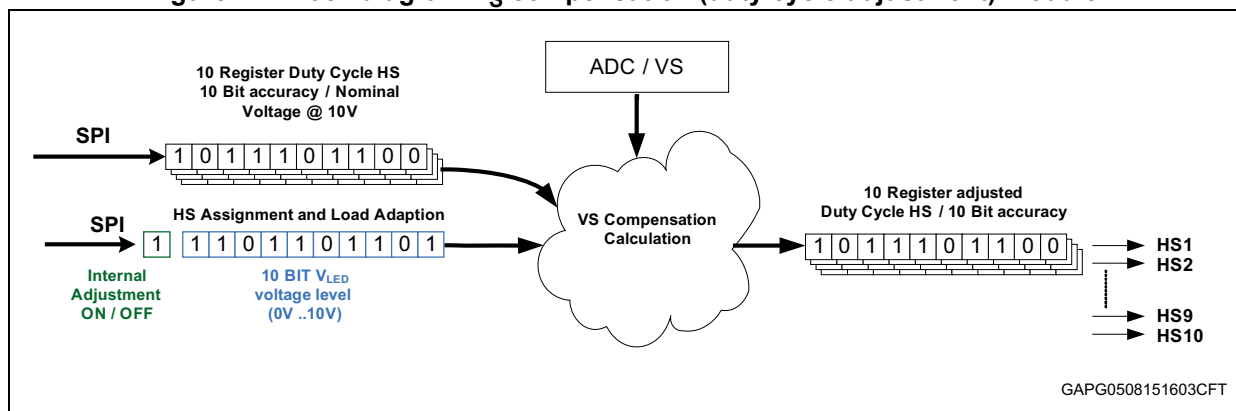 10 Register Duty Cycle HS
10 Bit accuracy / Nominal
Voltage @ 10V
ADC / VS
SPI
1 0 1 1 1 0 1 1 0 0
HS Assignment and Load Adaption
SPI
1 1 1 0 1 1 0 1 1 0 1
Internal
Adjustment
ON / OFF
10 BIT VLED
voltage level
(0V ..10V)
VS Compensation
Calculation
10 Register adjusted
Duty Cycle HS / 10 Bit accuracy
1 0 1 1 1 0 1 1 0 0
HS1
HS2
HS9
HS10
GAPG0508151603CFT